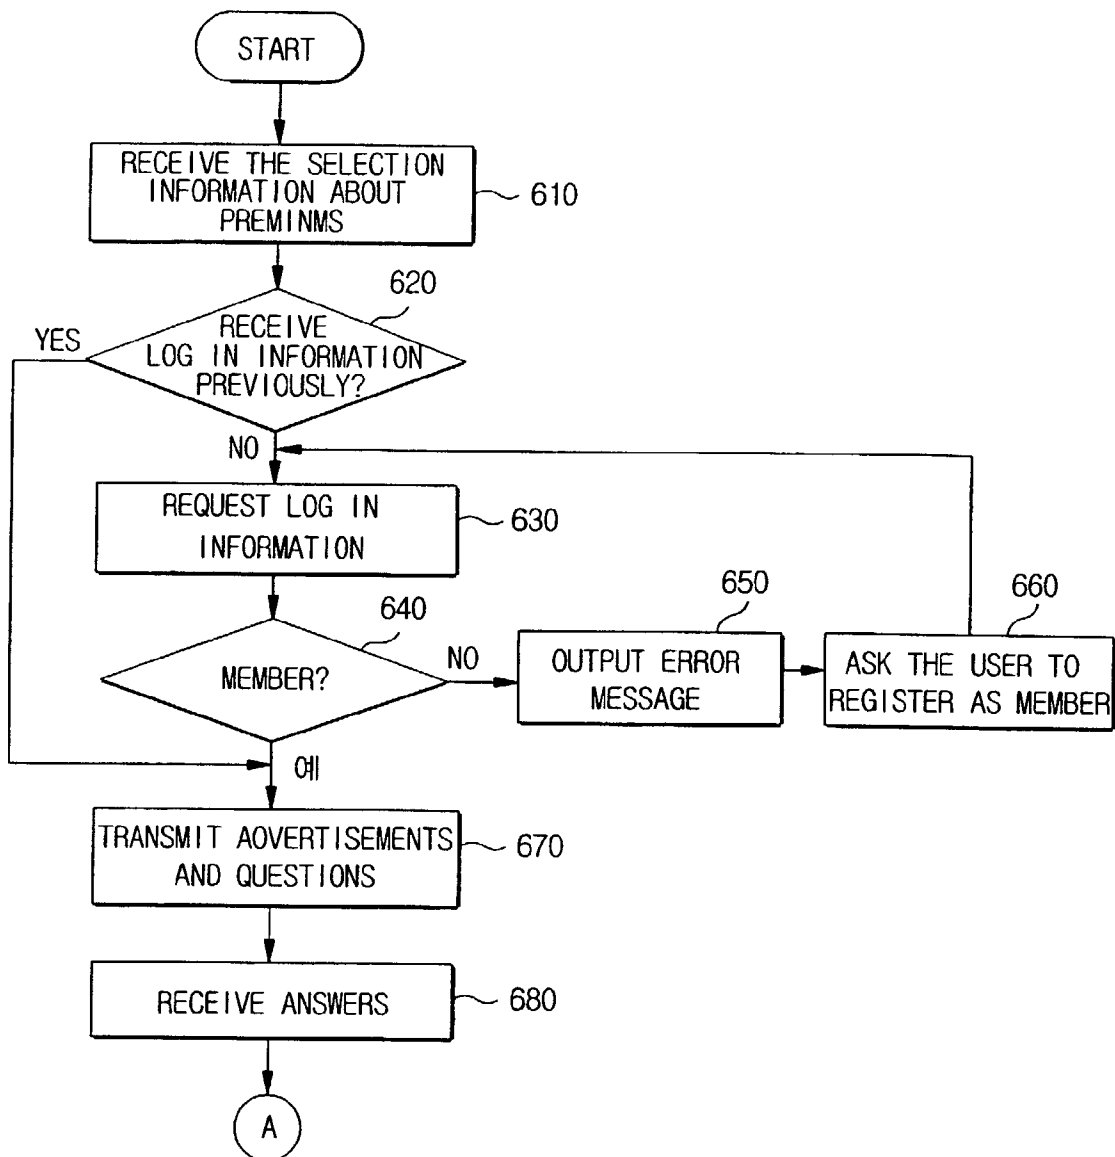 START
RECEIVE THE SELECTION
INFORMATION ABOUT
PREMINMS
610
620
YES
RECEIVE
LOG IN INFORMATION
PREVIOUSLY?
NO
REQUEST LOG IN
INFORMATION
630
640
MEMBER?
NO
650
OUTPUT ERROR
MESSAGE
660
ASK THE USER TO
REGISTER AS MEMBER
TRANSMIT AOVERTISEMENTS
AND QUESTIONS
670
RECEIVE ANSWERS
680
A